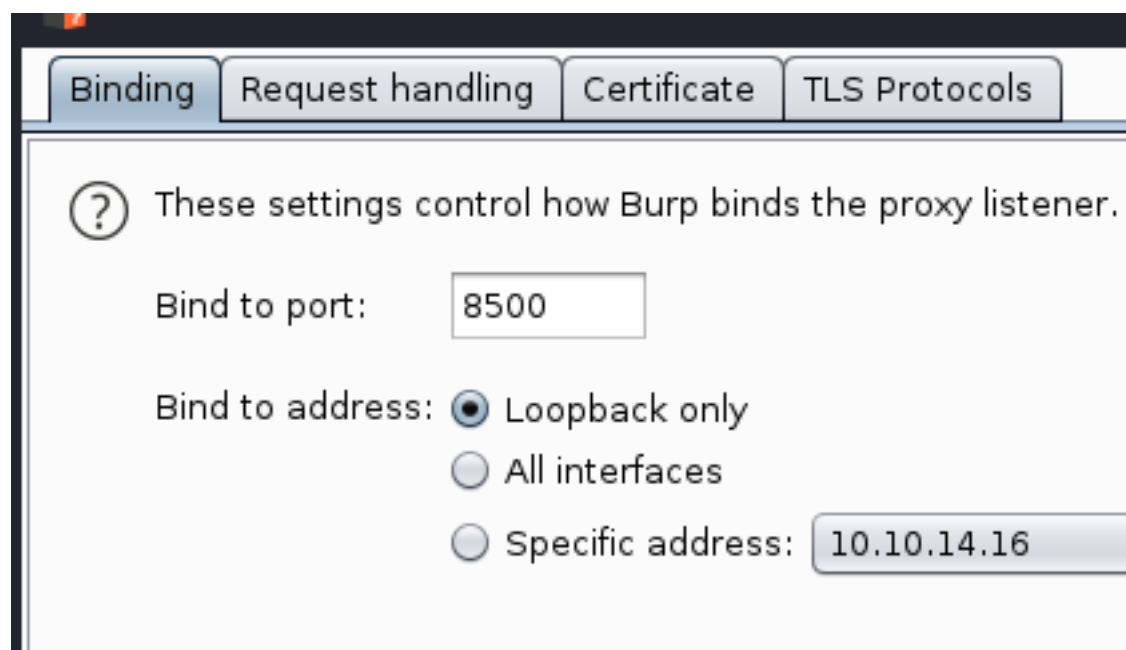 Binding Request handling Certificate TLS Protocols
? These settings control how Burp binds the proxy listener.
Bind to port: 8500
Bind to address: Loopback only
All interfaces
Specific address: 10.10.14.16